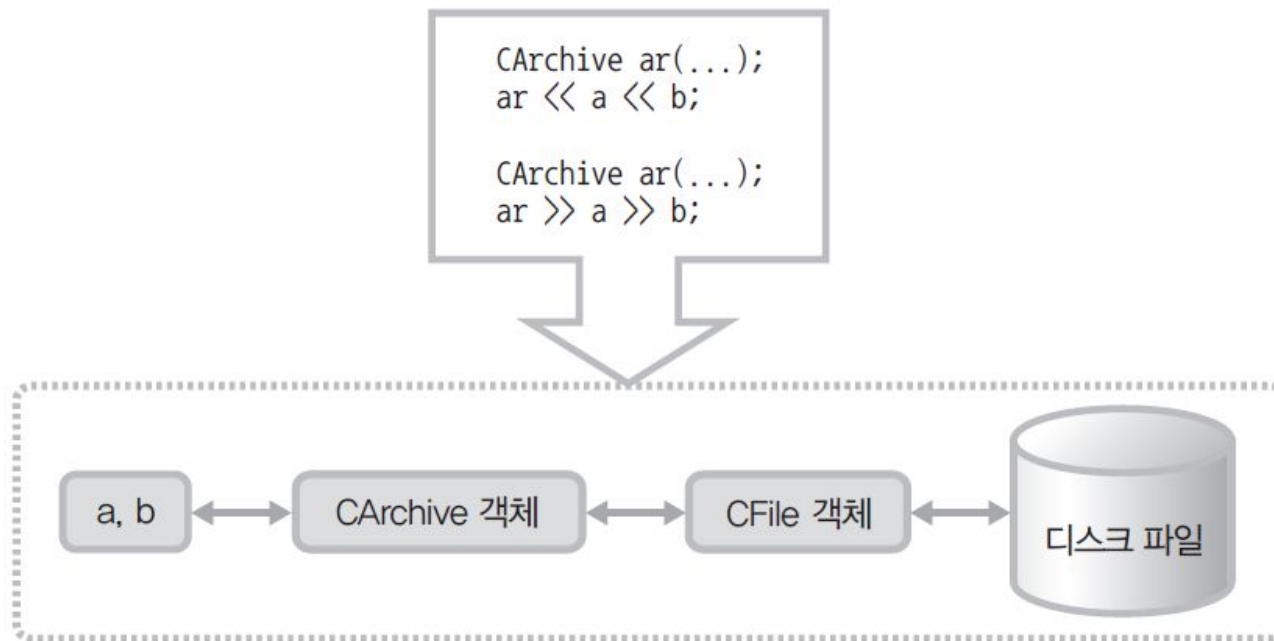 CArchive ar(...);
ar << a << b;
CArchive ar(...);
ar >> a >> b;
a, b
CArchive 객체
CFile 객체
디스크 파일